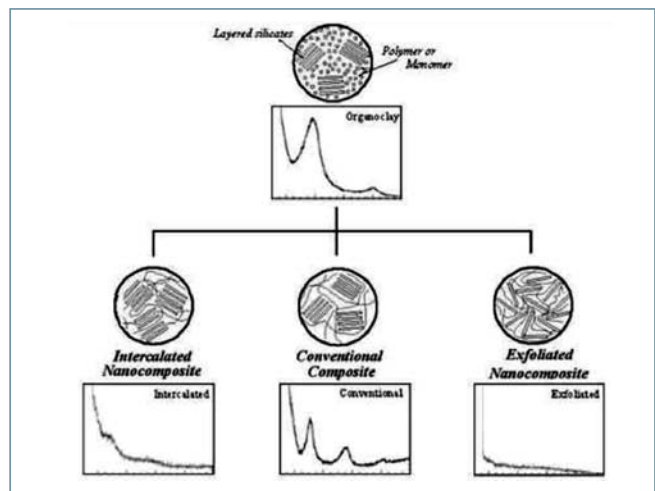 Layered silicates
Polymer or
Monomer
Organoclay
Intercalated
Nanocomposite
Conventional
Composite
Exfoliated
Nanocomposite
Intercalated
Conventional
Exfoliated